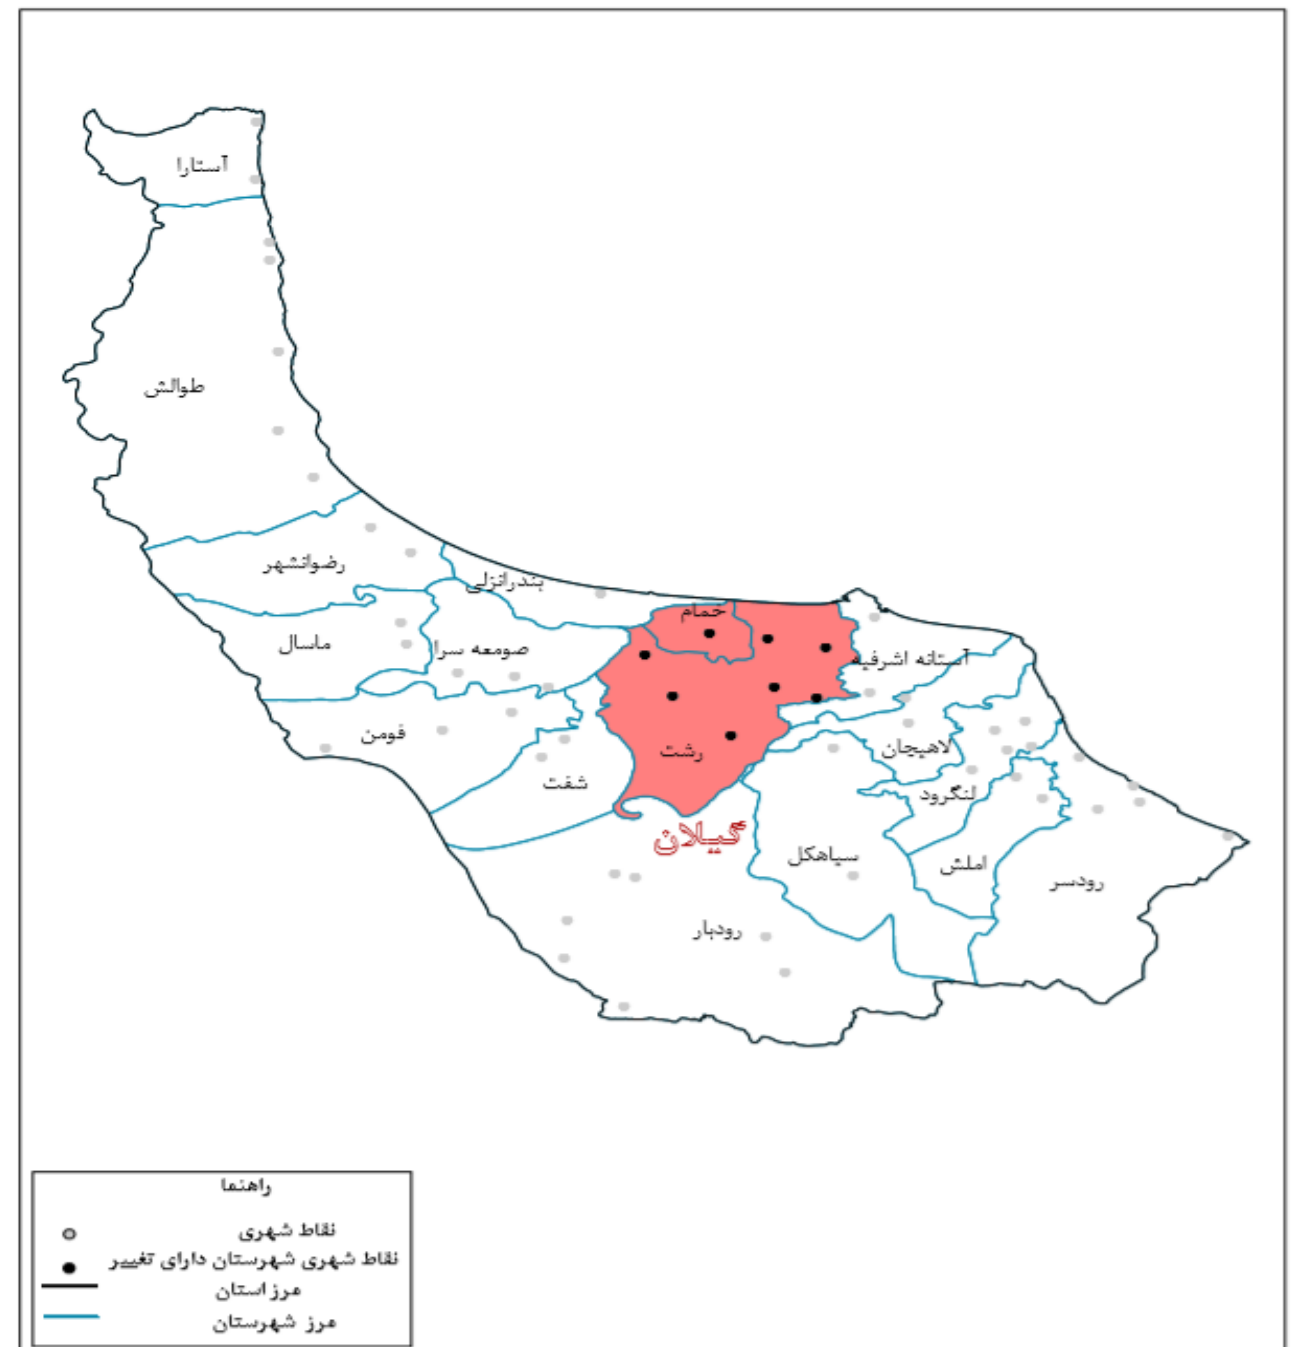 آستارا
طوالش
رضوانشهر
بندرانزلی
خمام
ماسال
صومعه سرا
آستانه اشرفیه
فومن
رشت
لاهیجان
شفت
لنگرود
گیلان
سیاهکل
املش
رودسر
رودبار
راهنما
نقاط شهری
نقاط شهری شهرستان دارای تغییر
مرز استان
مرز شهرستان